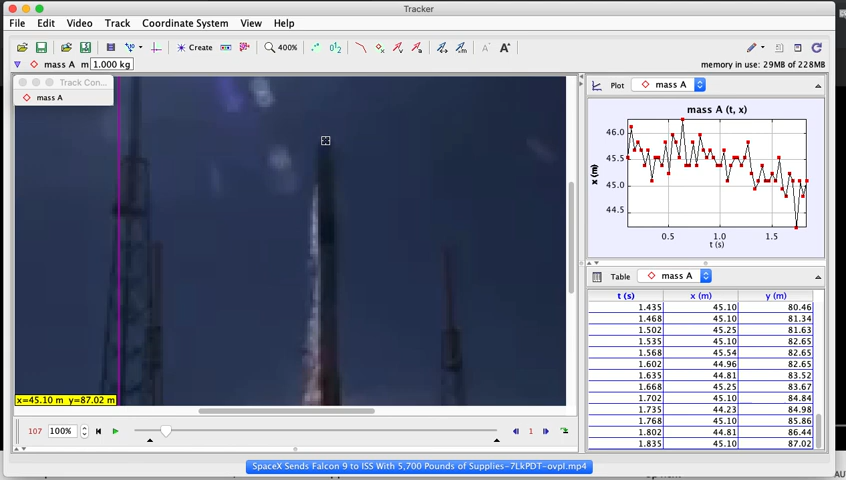 Tracker
File Edit Video Track Coordinate System View Help
Create 400% memory in use: 29MB of 228MB
mass A m 1.000 kg
Track Con...
mass A
Plot mass A
mass A (t, x)
x (m)
46.0
45.5
45.0
44.5
0.5 1.0 1.5
t (s)
Table mass A
t (s) x (m) y (m)
1.435 45.10 80.46
1.468 45.10 81.34
1.502 45.25 81.63
1.535 45.10 82.65
1.568 45.54 82.65
1.602 44.96 82.65
1.635 44.81 83.52
1.668 45.25 83.67
1.702 45.10 84.84
1.735 44.23 84.98
1.768 45.10 85.86
1.802 44.81 86.44
1.835 45.10 87.02
x=45.10 m y=87.02 m
107 100% 1
SpaceX Sends Falcon 9 to ISS With 5,700 Pounds of Supplies-7LkPDT-ovpI.mp4